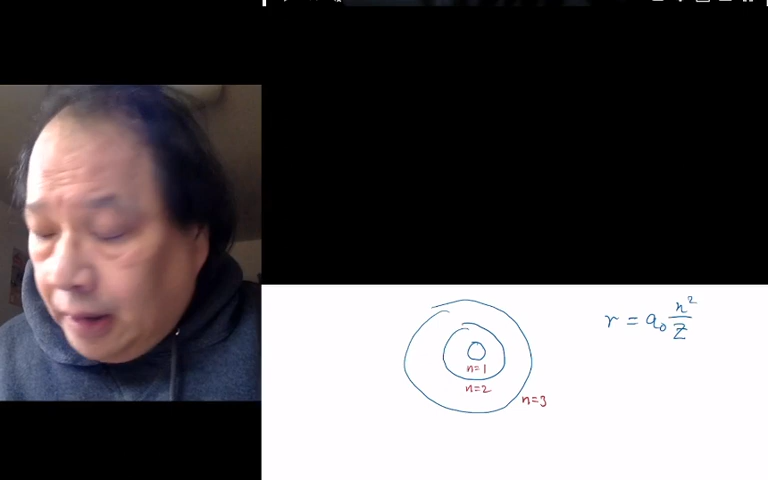 r = a₀ n²/Z
n=1
n=2
n=3